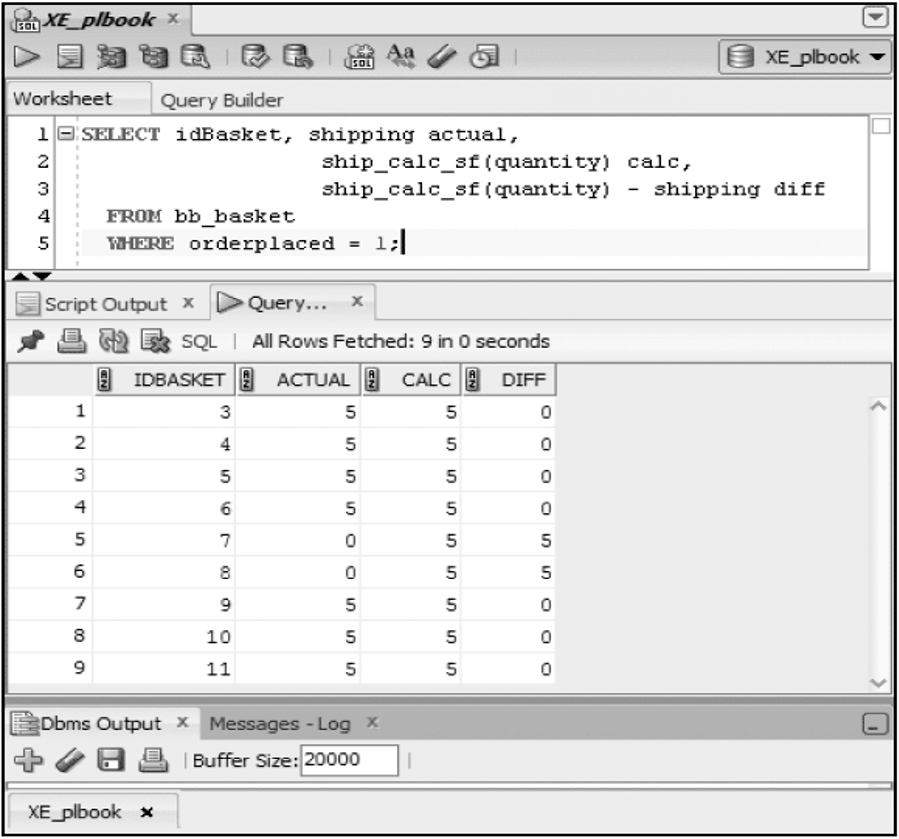 XE_plbook ×
SQL
Aa
SQL
XE_plbook
Worksheet Query Builder
1 SELECT idBasket, shipping actual,
2 ship_calc_sf(quantity) calc,
3 ship_calc_sf(quantity) - shipping diff
4 FROM bb_basket
5 WHERE orderplaced = 1;
Script Output × Query... ×
SQL | All Rows Fetched: 9 in 0 seconds
IDBASKET ACTUAL CALC DIFF
1 3 5 5 0
2 4 5 5 0
3 5 5 5 0
4 6 5 5 0
5 7 0 5 5
6 8 0 5 5
7 9 5 5 0
8 10 5 5 0
9 11 5 5 0
Dbms Output × Messages - Log ×
Buffer Size: 20000
XE_plbook ×